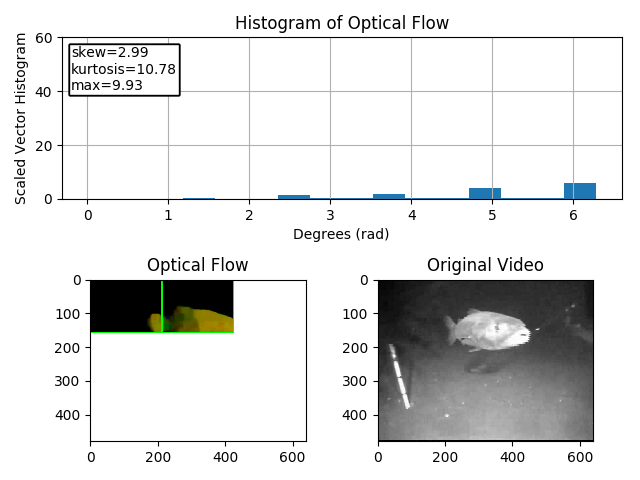 Histogram of Optical Flow
skew=2.99
kurtosis=10.78
max=9.93
Scaled Vector Histogram
60
40
20
0
0 1 2 3 4 5 6
Degrees (rad)
Optical Flow
0
100
200
300
400
0 200 400 600
Original Video
0
100
200
300
400
0 200 400 600